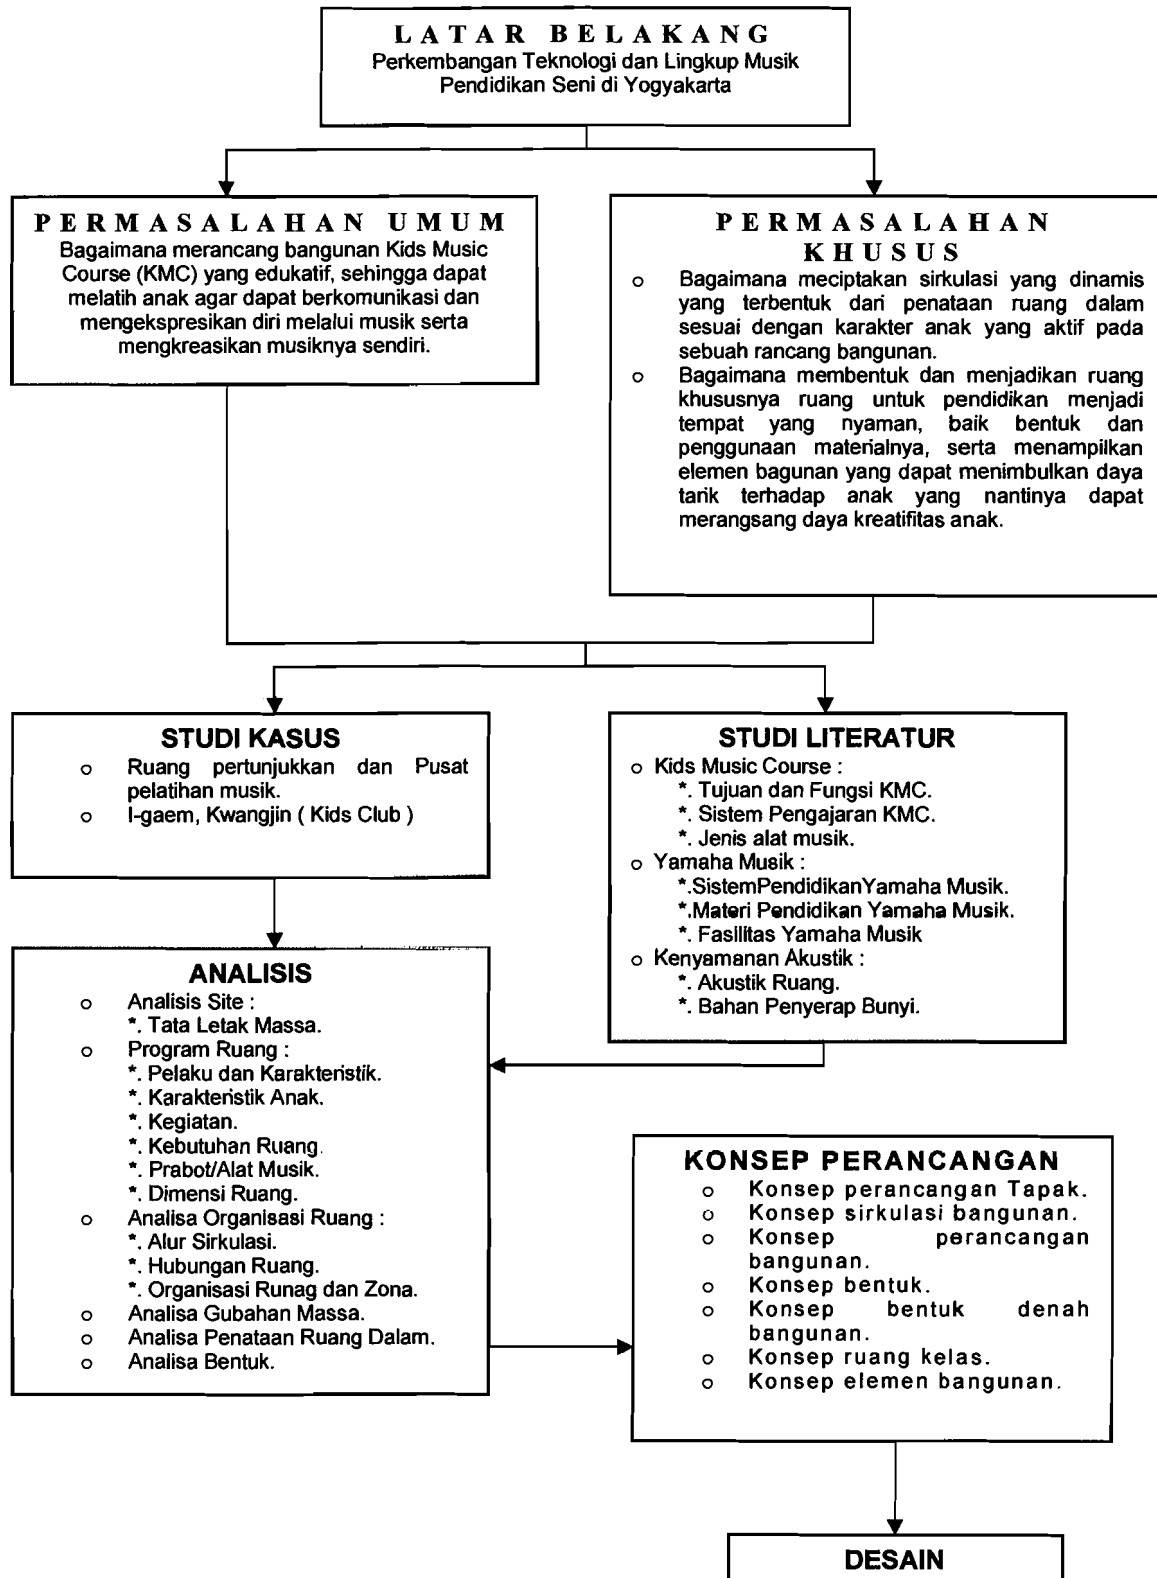 LATAR BELAKANG
Perkembangan Teknologi dan Lingkup Musik
Pendidikan Seni di Yogyakarta
PERMASALAHAN UMUM
Bagaimana merancang bangunan Kids Music
Course (KMC) yang edukatif, sehingga dapat
melatih anak agar dapat berkomunikasi dan
mengekspresikan diri melalui musik serta
mengkreasikan musiknya sendiri.
PERMASALAHAN
KHUSUS
o Bagaimana meciptakan sirkulasi yang dinamis
yang terbentuk dari penataan ruang dalam
sesuai dengan karakter anak yang aktif pada
sebuah rancang bangunan.
o Bagaimana membentuk dan menjadikan ruang
khususnya ruang untuk pendidikan menjadi
tempat yang nyaman, baik bentuk dan
penggunaan materialnya, serta menampilkan
elemen bagunan yang dapat menimbulkan daya
tarik terhadap anak yang nantinya dapat
merangsang daya kreatifitas anak.
STUDI KASUS
o Ruang pertunjukkan dan Pusat
pelatihan musik.
o I-gaem, Kwangjin ( Kids Club )
STUDI LITERATUR
o Kids Music Course :
*. Tujuan dan Fungsi KMC.
*. Sistem Pengajaran KMC.
*. Jenis alat musik.
o Yamaha Musik :
*.SistemPendidikanYamaha Musik.
*.Materi Pendidikan Yamaha Musik.
*. Fasilitas Yamaha Musik
o Kenyamanan Akustik :
*. Akustik Ruang.
*. Bahan Penyerap Bunyi.
ANALISIS
o Analisis Site :
*. Tata Letak Massa.
o Program Ruang :
*. Pelaku dan Karakteristik.
*. Karakteristik Anak.
*. Kegiatan.
*. Kebutuhan Ruang.
*. Prabot/Alat Musik.
*. Dimensi Ruang.
o Analisa Organisasi Ruang :
*. Alur Sirkulasi.
*. Hubungan Ruang.
*. Organisasi Runag dan Zona.
o Analisa Gubahan Massa.
o Analisa Penataan Ruang Dalam.
o Analisa Bentuk.
KONSEP PERANCANGAN
o Konsep perancangan Tapak.
o Konsep sirkulasi bangunan.
o Konsep perancangan
bangunan.
o Konsep bentuk.
o Konsep bentuk denah
bangunan.
o Konsep ruang kelas.
o Konsep elemen bangunan.
DESAIN